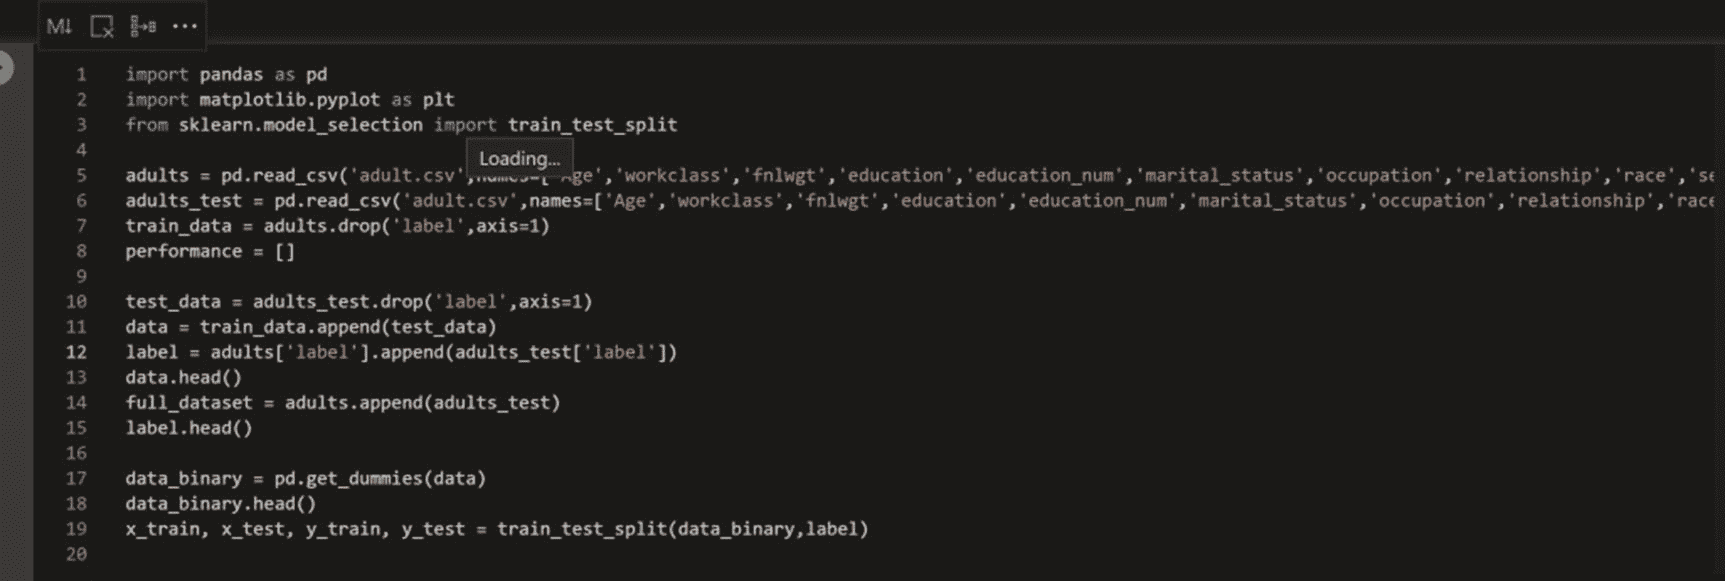 M↓ ...
1 import pandas as pd
2 import matplotlib.pyplot as plt
3 from sklearn.model_selection import train_test_split
4
Loading...
5 adults = pd.read_csv('adult.csv',names=['Age','workclass','fnlwgt','education','education_num','marital_status','occupation','relationship','race','se
6 adults_test = pd.read_csv('adult.csv',names=['Age','workclass','fnlwgt','education','education_num','marital_status','occupation','relationship','race
7 train_data = adults.drop('label',axis=1)
8 performance = []
9
10 test_data = adults_test.drop('label',axis=1)
11 data = train_data.append(test_data)
12 label = adults['label'].append(adults_test['label'])
13 data.head()
14 full_dataset = adults.append(adults_test)
15 label.head()
16
17 data_binary = pd.get_dummies(data)
18 data_binary.head()
19 x_train, x_test, y_train, y_test = train_test_split(data_binary,label)
20